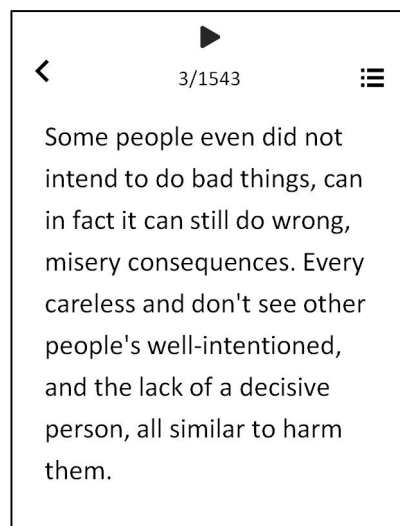 3/1543
Some people even did not
intend to do bad things, can
in fact it can still do wrong,
misery consequences. Every
careless and don't see other
people's well-intentioned,
and the lack of a decisive
person, all similar to harm
them.